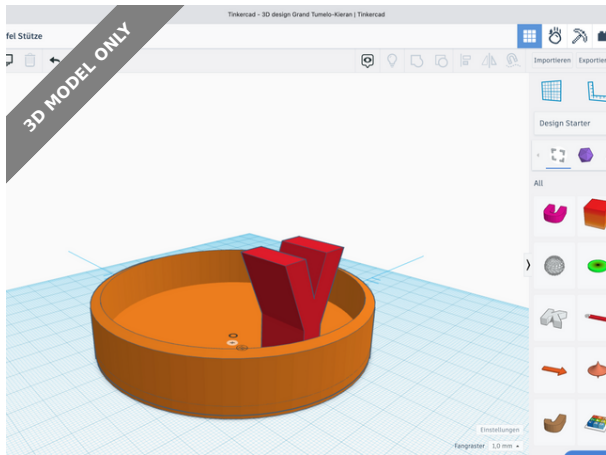 Tinkercad - 3D design Grand Tumelo-Kieran | Tinkercad
fel Stütze
3D MODEL ONLY
Importieren
Design Starter
All
Einstellungen
Fangraster 1,0 mm